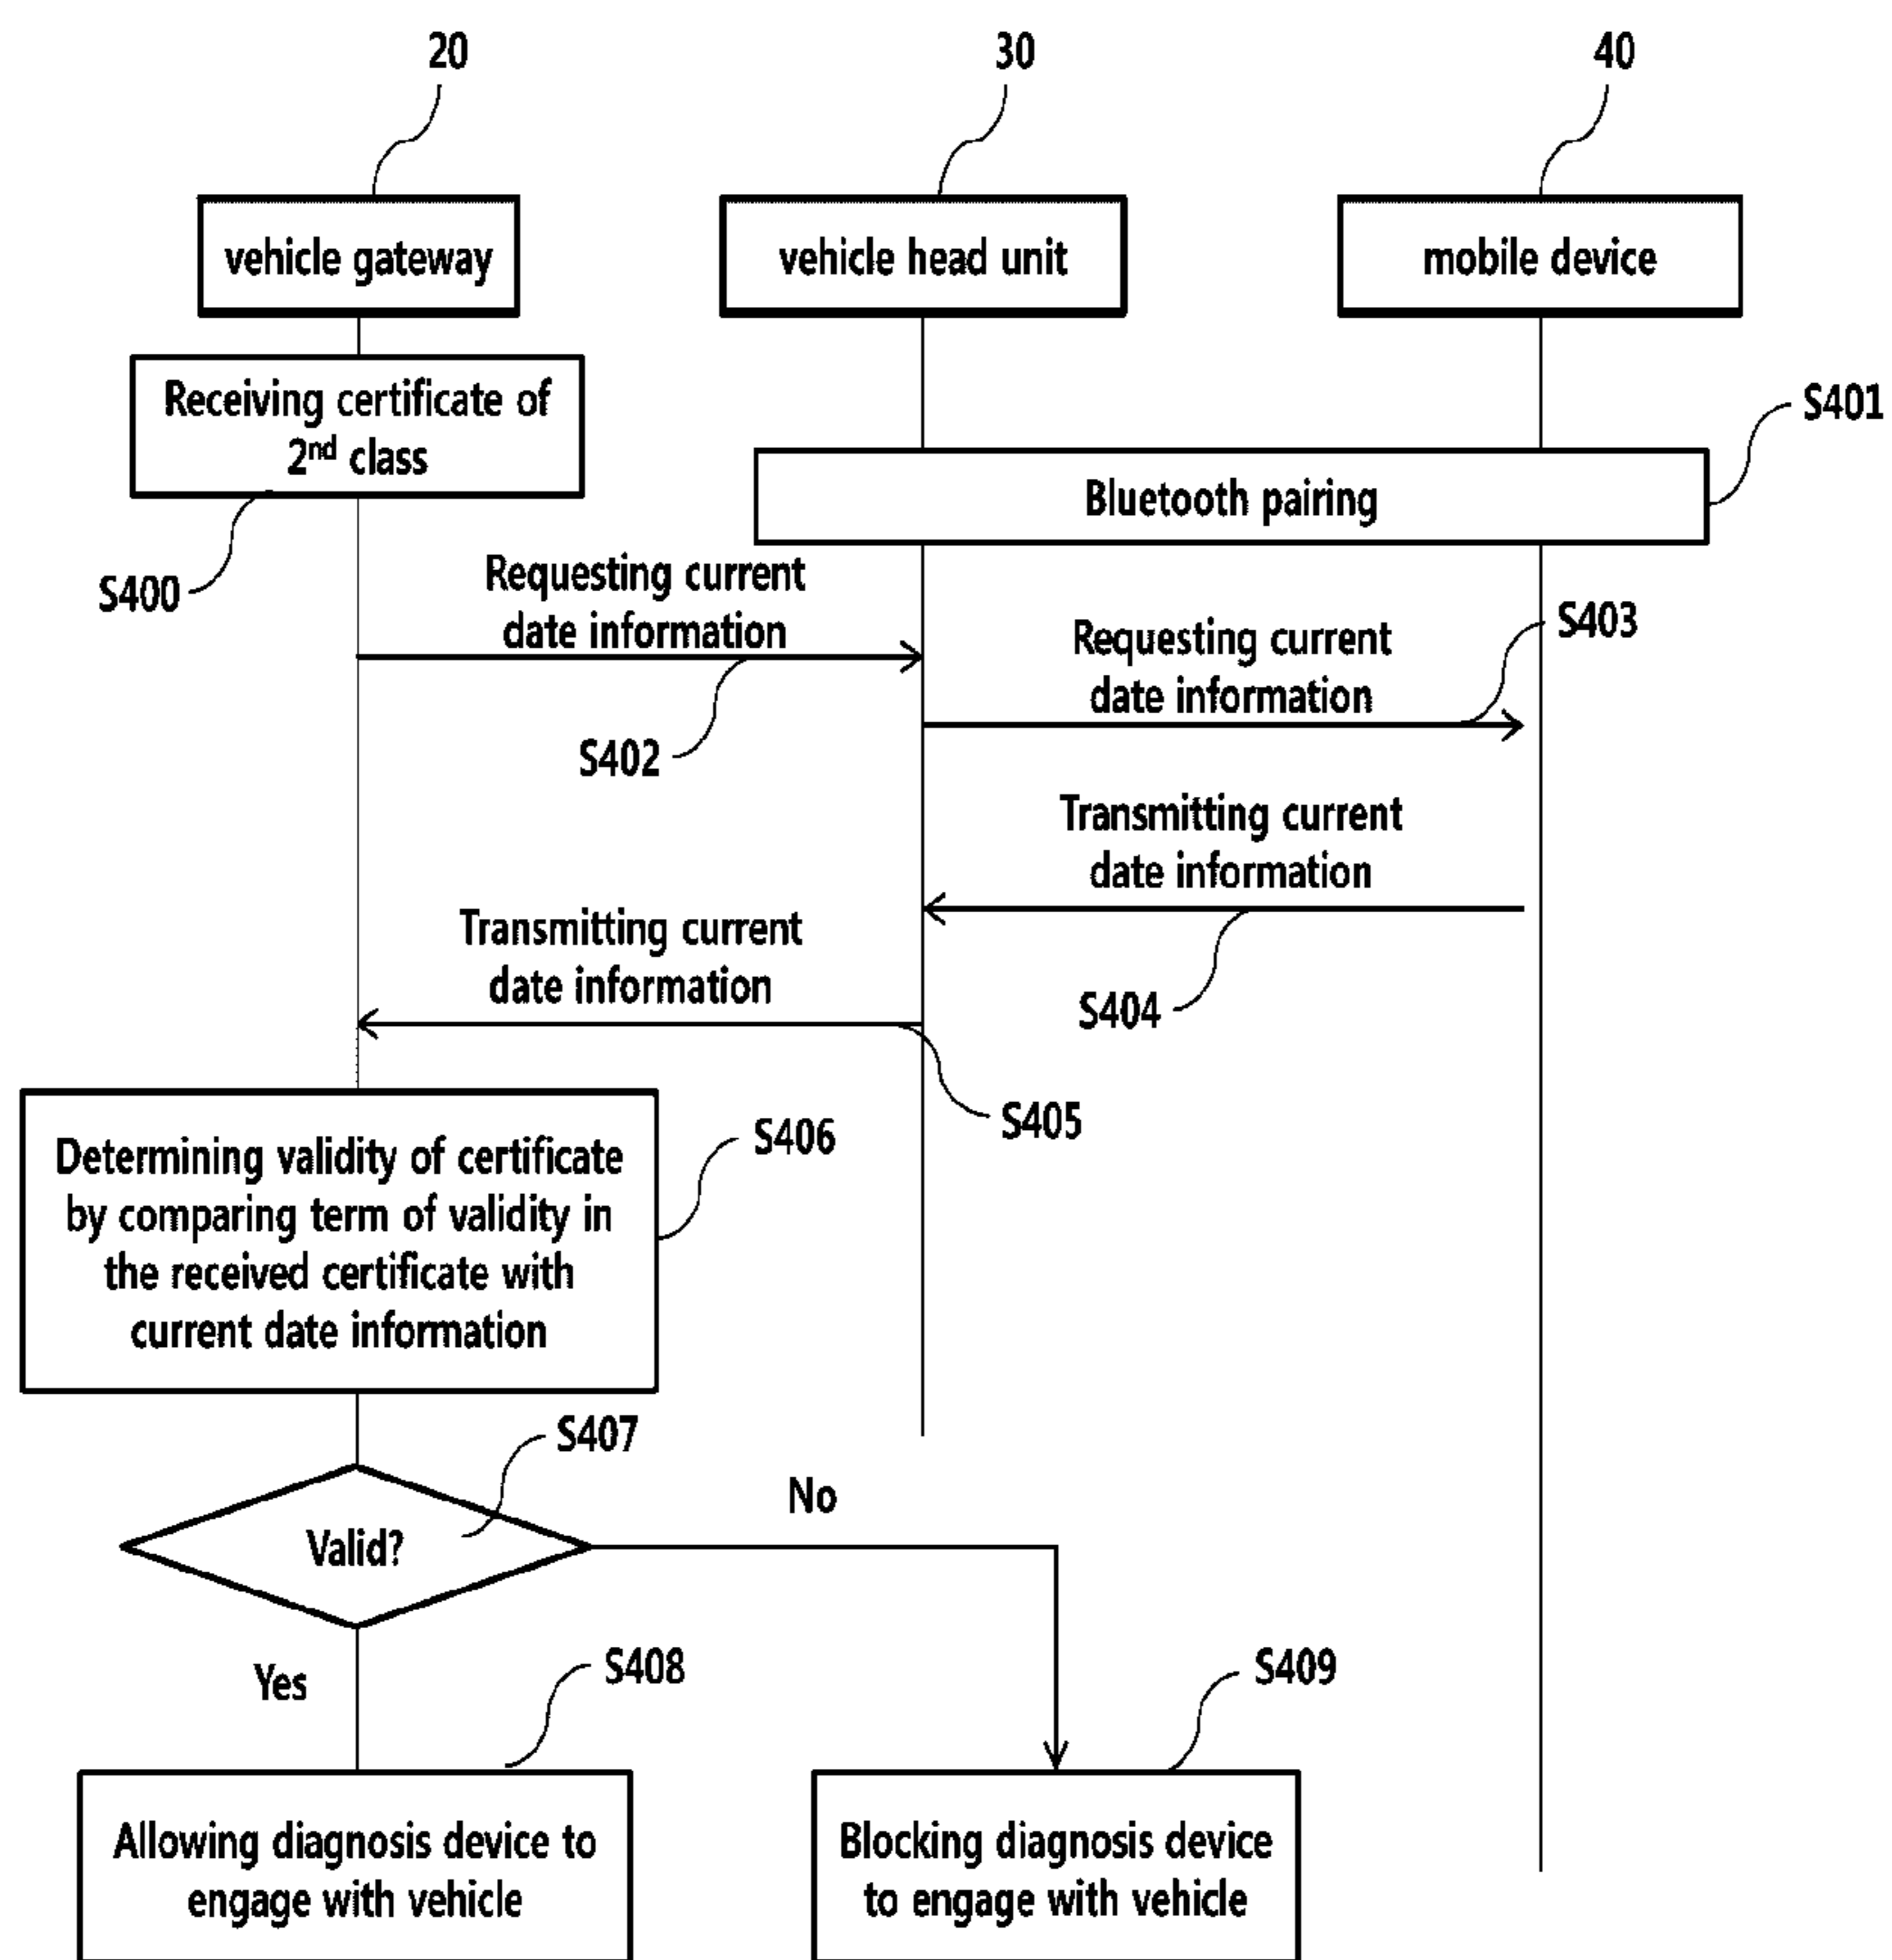 20
30
40
vehicle gateway
vehicle head unit
mobile device
Receiving certificate of
2nd class
S401
Bluetooth pairing
S400
Requesting current
date information
S403
Requesting current
date information
S402
Transmitting current
date information
Transmitting current
date information
S404
S405
S406
Determining validity of certificate
by comparing term of validity in
the received certificate with
current date information
S407
No
Valid?
Yes
S408
S409
Allowing diagnosis device to
engage with vehicle
Blocking diagnosis device
to engage with vehicle